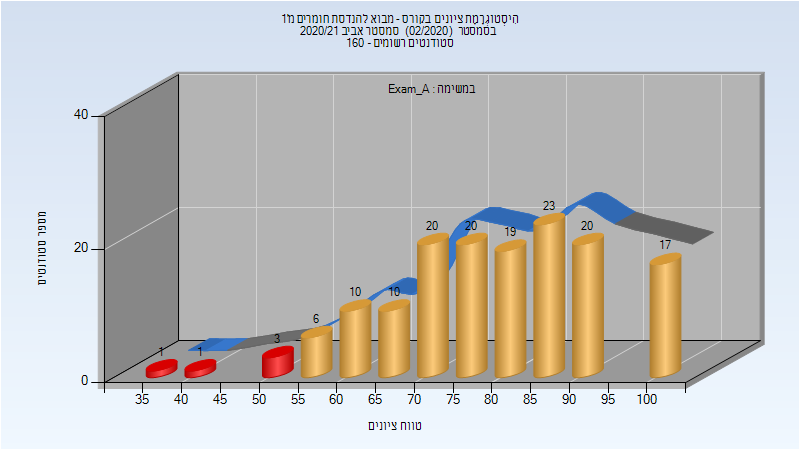 היסטוגרמת ציונים בקורס - מבוא להנדסת חומרים מ'1
בסמסטר (02/2020) סמסטר אביב 2020/21
סטודנטים רשומים - 160
במשימה : Exam_A
מספר סטודנטים
40
20
0
1 1 3 6 10 10 20 20 19 23 20 17
35 40 45 50 55 60 65 70 75 80 85 90 95 100
טווח ציונים